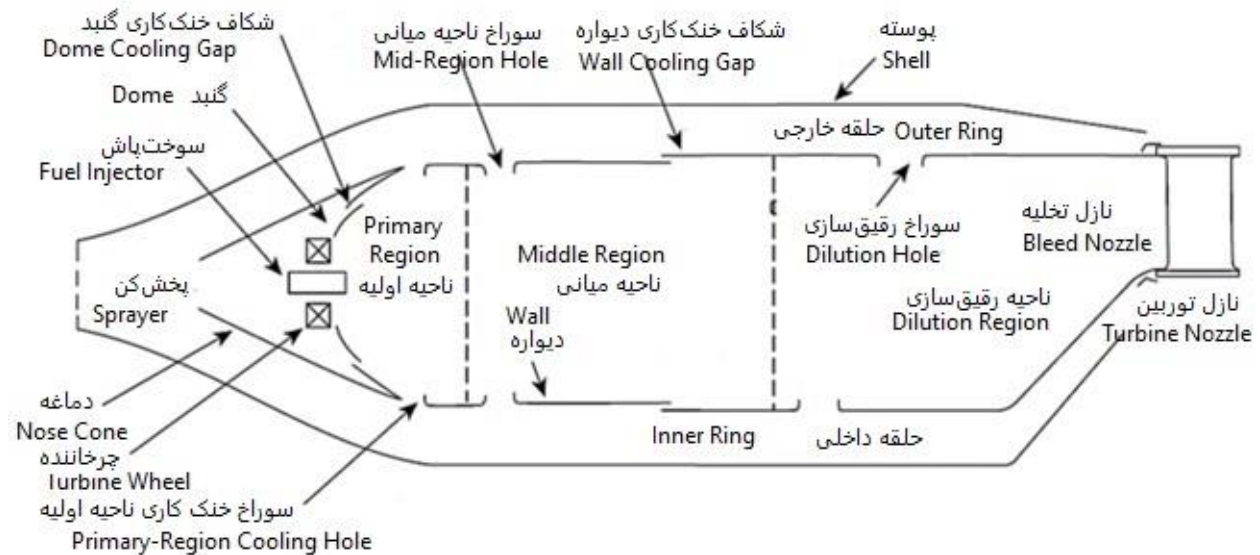 شکاف خنک‌کاری گنبد
Dome Cooling Gap
سوراخ ناحیه میانی
Mid-Region Hole
شکاف خنک‌کاری دیواره
Wall Cooling Gap
پوسته
Shell
Dome گنبد
سوخت‌پاش
Fuel Injector
حلقه خارجی Outer Ring
Primary
Region
ناحیه اولیه
Middle Region
ناحیه میانی
سوراخ رقیق‌سازی
Dilution Hole
نازل تخلیه
Bleed Nozzle
پخش‌کن
Sprayer
Wall
دیواره
ناحیه رقیق‌سازی
Dilution Region
نازل توربین
Turbine Nozzle
دماغه
Nose Cone
چرخاننده
Turbine Wheel
Inner Ring حلقه داخلی
سوراخ خنک کاری ناحیه اولیه
Primary-Region Cooling Hole